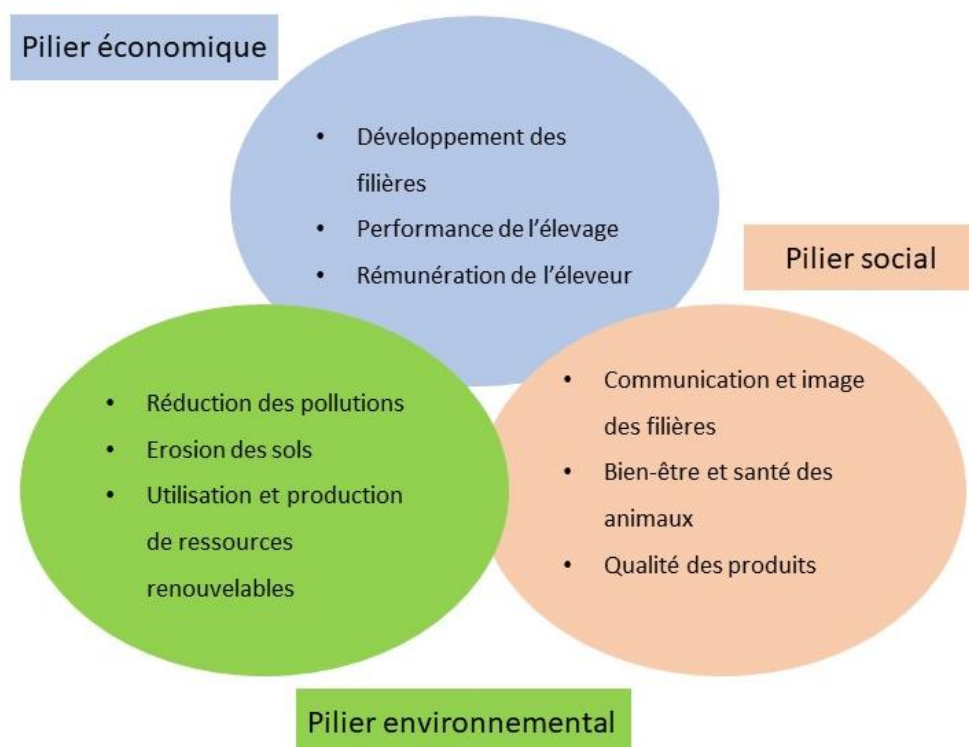 Pilier économique
• Développement des
filières
• Performance de l’élevage
• Rémunération de l’éleveur
Pilier social
• Communication et image
des filières
• Bien-être et santé des
animaux
• Qualité des produits
• Réduction des pollutions
• Erosion des sols
• Utilisation et production
de ressources
renouvelables
Pilier environnemental